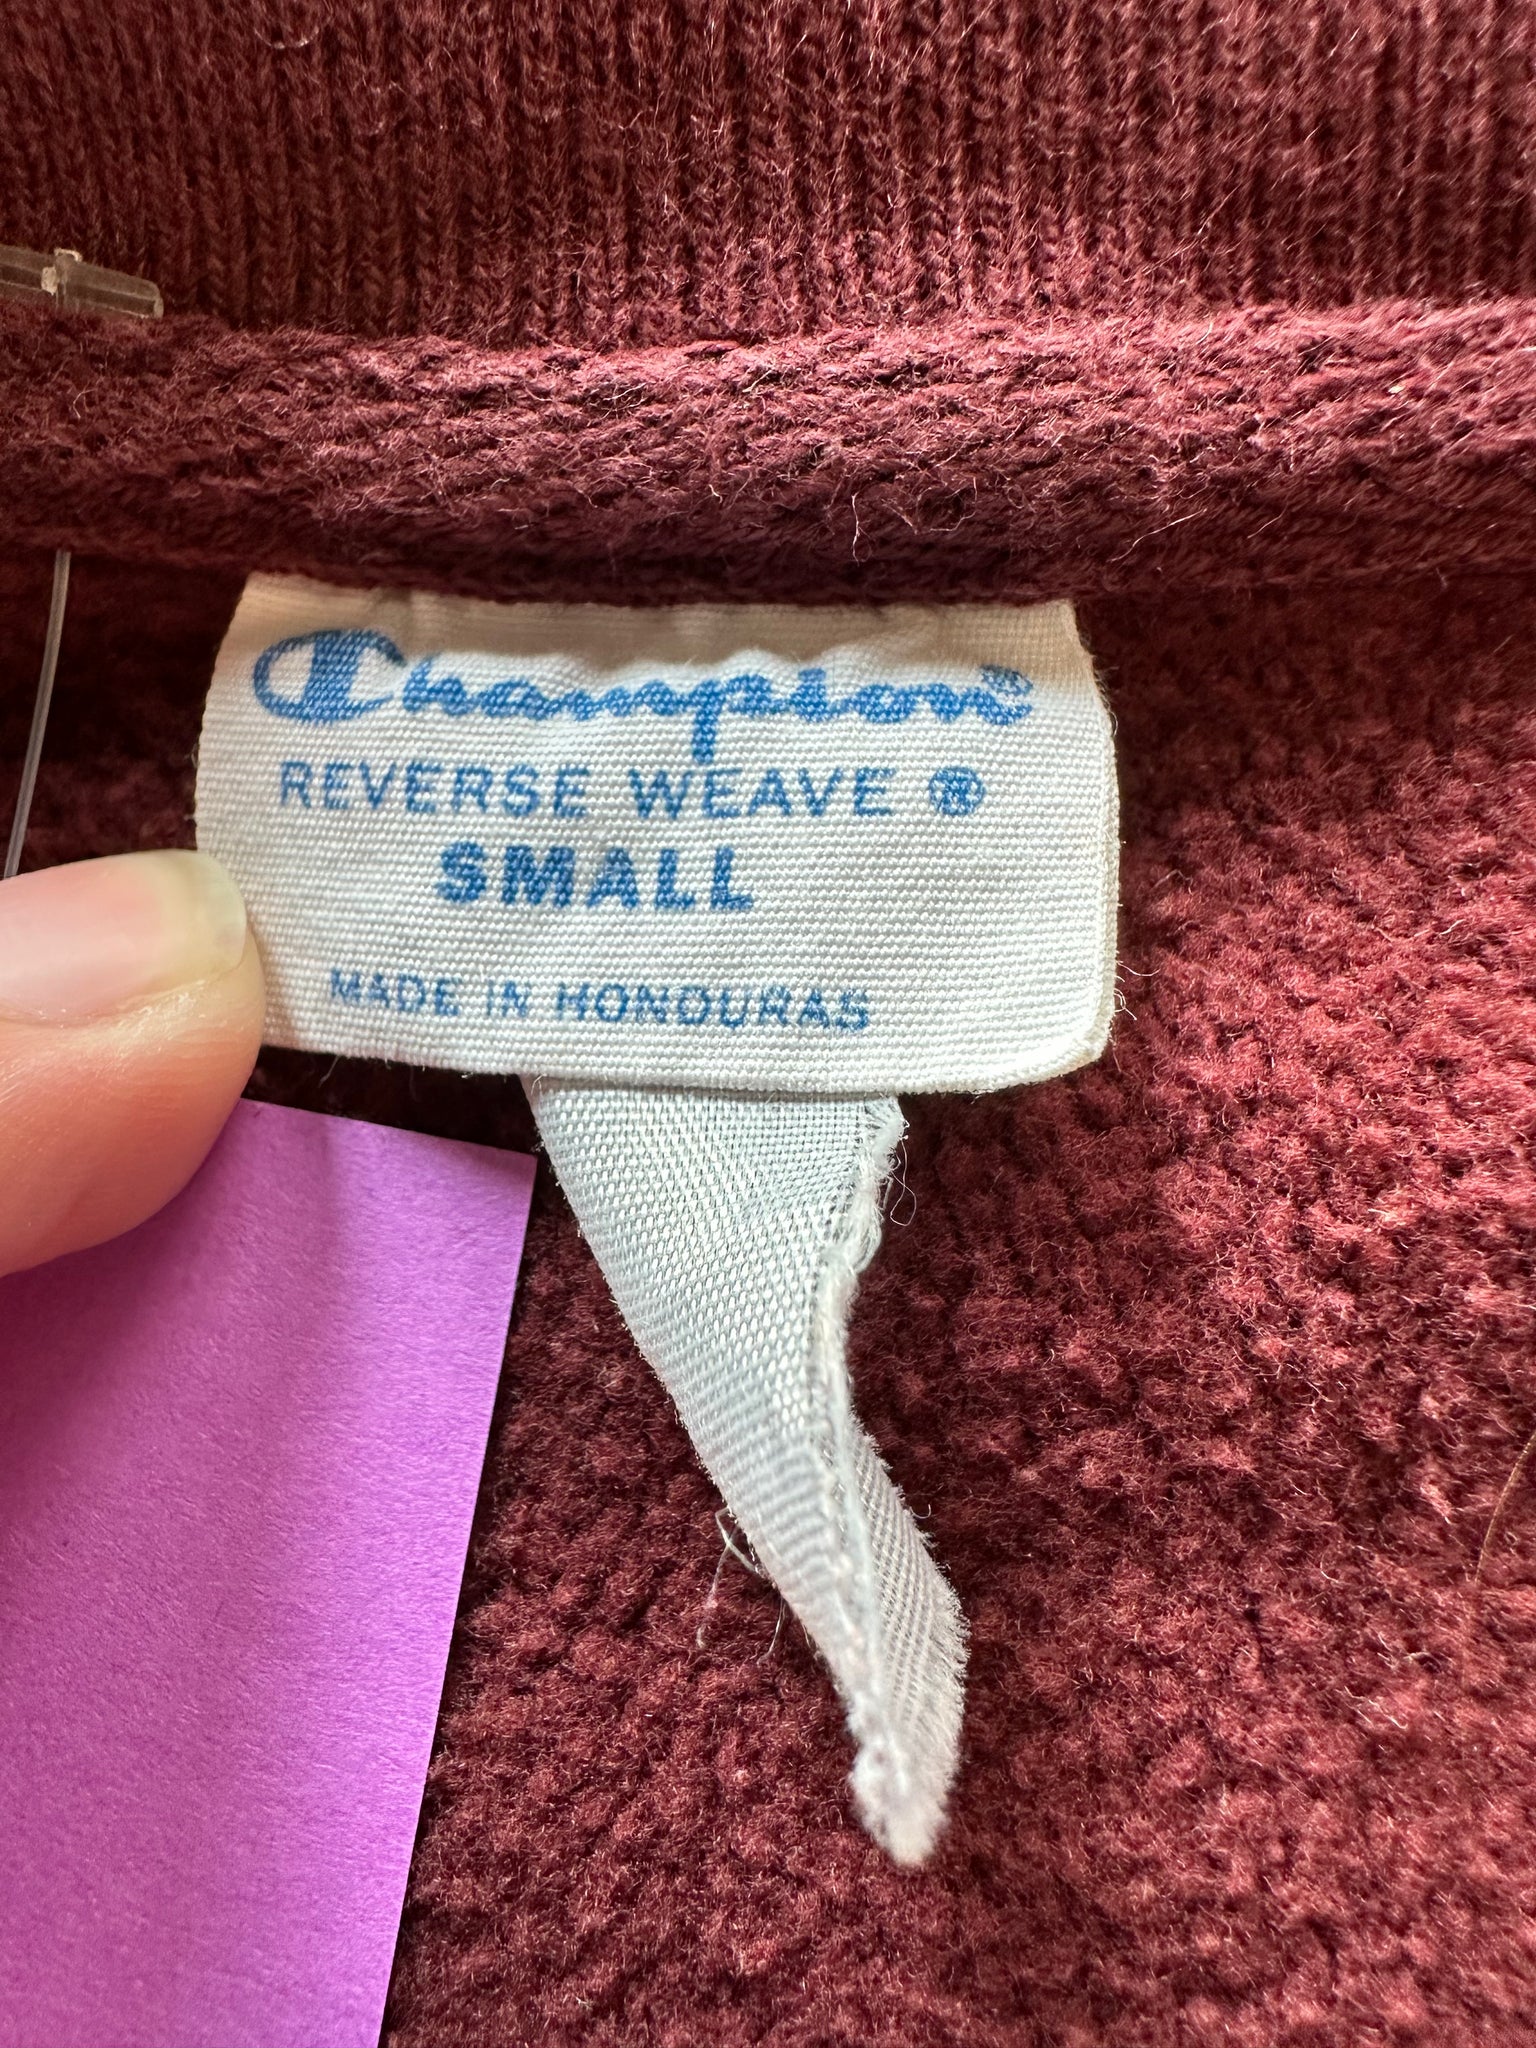 Champion®
REVERSE WEAVE ®
SMALL
MADE IN HONDURAS